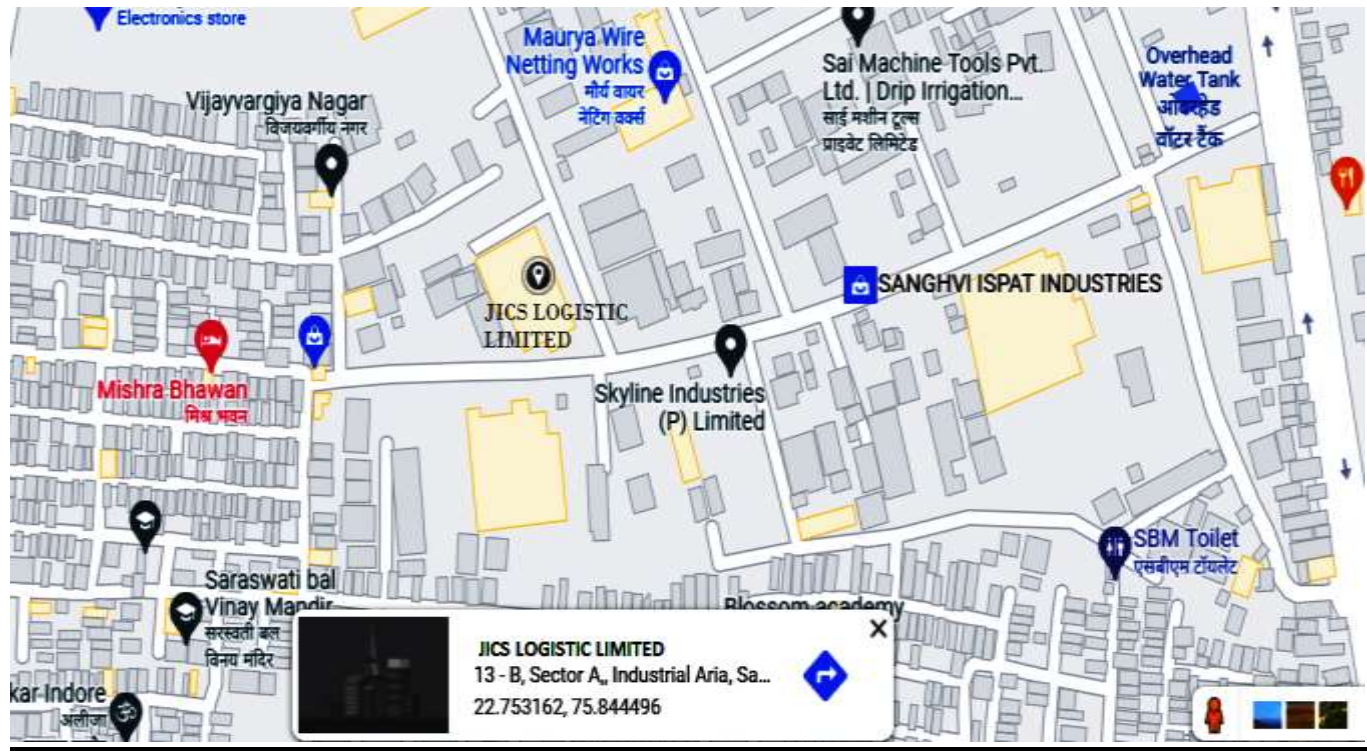 Electronics store
Maurya Wire
Netting Works
मौर्य वायर
नेटिंग वर्क्स
Sai Machine Tools Pvt.
Ltd. | Drip Irrigation...
साई मशीन टूल्स
प्राइवेट लिमिटेड
Overhead
Water Tank
ओवरहेड
वॉटर टैंक
Vijayvargiya Nagar
विजयवर्गीय नगर
SANGHVI ISPAT INDUSTRIES
JICS LOGISTIC
LIMITED
Mishra Bhawan
मिश्र भवन
Skyline Industries
(P) Limited
SBM Toilet
एसबीएम टॉयलेट
Saraswati bal
Vinay Mandir
सरस्वती बल
विनय मंदिर
Blossom academy
kar Indore
अलीजा
JICS LOGISTIC LIMITED
13 - B, Sector A,, Industrial Aria, Sa...
22.753162, 75.844496